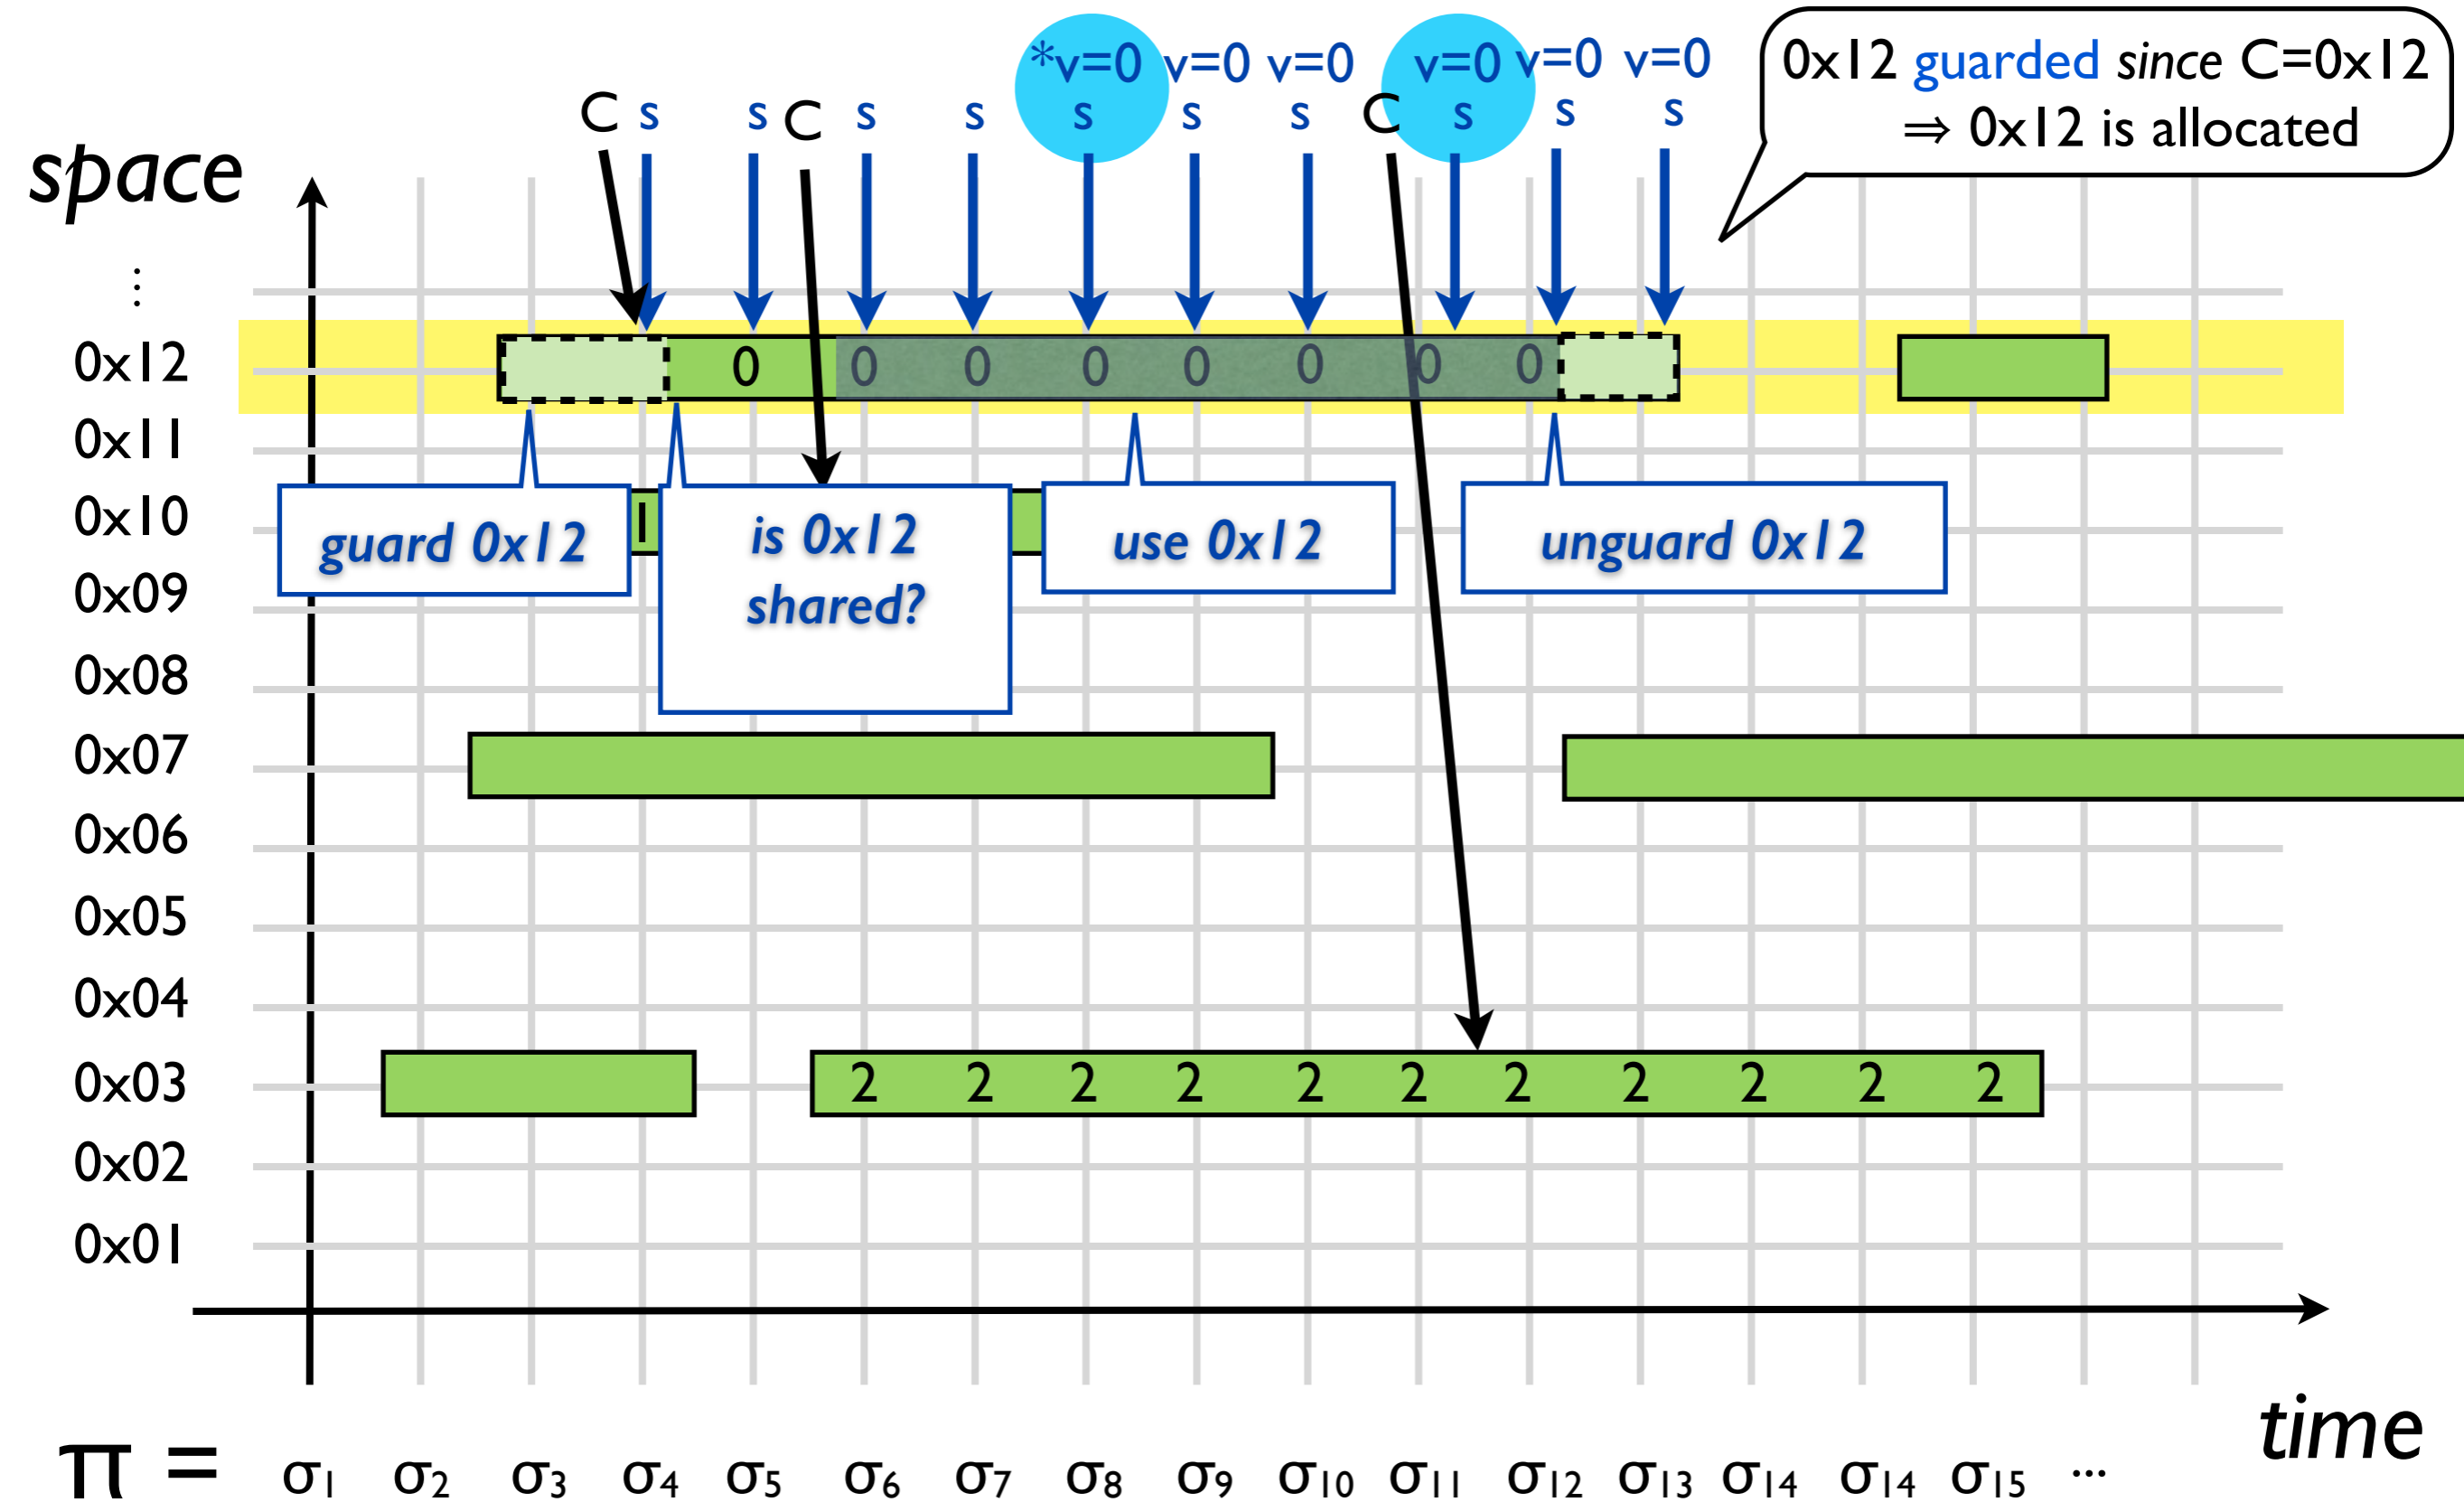 *v=0 v=0 v=0 v=0 v=0 v=0
C s s C s s s s s C s s s
0x12 guarded since C=0x12
⇒ 0x12 is allocated
space
⋮
0x12 0 0 0 0 0 0 0 0
0x11
0x10 1
guard 0x12
is 0x12
shared?
use 0x12
unguard 0x12
0x09
0x08
0x07
0x06
0x05
0x04
0x03 2 2 2 2 2 2 2 2 2 2 2
0x02
0x01
time
π = σ1 σ2 σ3 σ4 σ5 σ6 σ7 σ8 σ9 σ10 σ11 σ12 σ13 σ14 σ14 σ15 ...